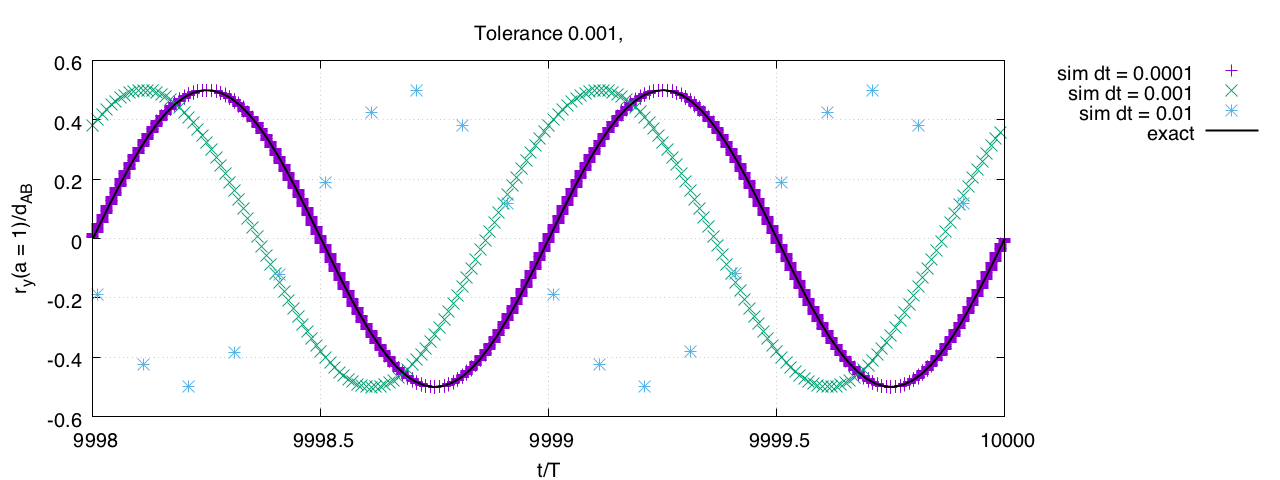 Tolerance 0.001,
sim dt = 0.0001
sim dt = 0.001
sim dt = 0.01
exact
0.6
0.4
0.2
0
-0.2
-0.4
-0.6
r_y(a = 1)/d_AB
9998 9998.5 9999 9999.5 10000
t/T